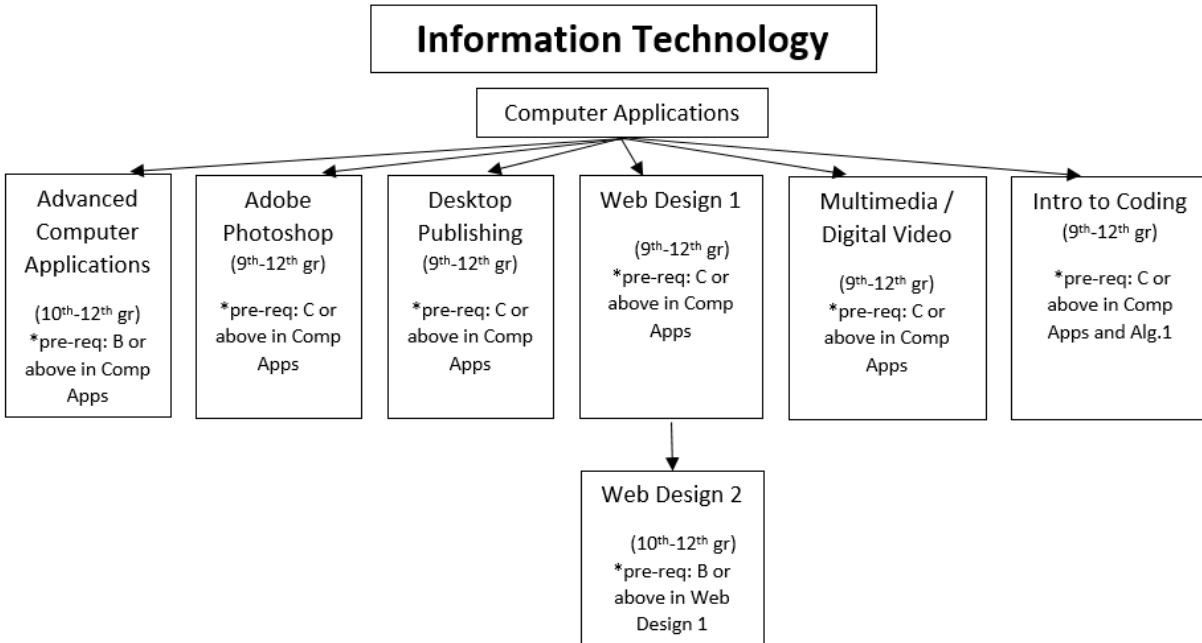 Information Technology
Computer Applications
Advanced
Computer
Applications
(10th-12th gr)
*pre-req: B or
above in Comp
Apps
Adobe
Photoshop
(9th-12th gr)
*pre-req: C or
above in Comp
Apps
Desktop
Publishing
(9th-12th gr)
*pre-req: C or
above in Comp
Apps
Web Design 1
(9th-12th gr)
*pre-req: C or
above in Comp
Apps
Multimedia /
Digital Video
(9th-12th gr)
*pre-req: C or
above in Comp
Apps
Intro to Coding
(9th-12th gr)
*pre-req: C or
above in Comp
Apps and Alg.1
Web Design 2
(10th-12th gr)
*pre-req: B or
above in Web
Design 1